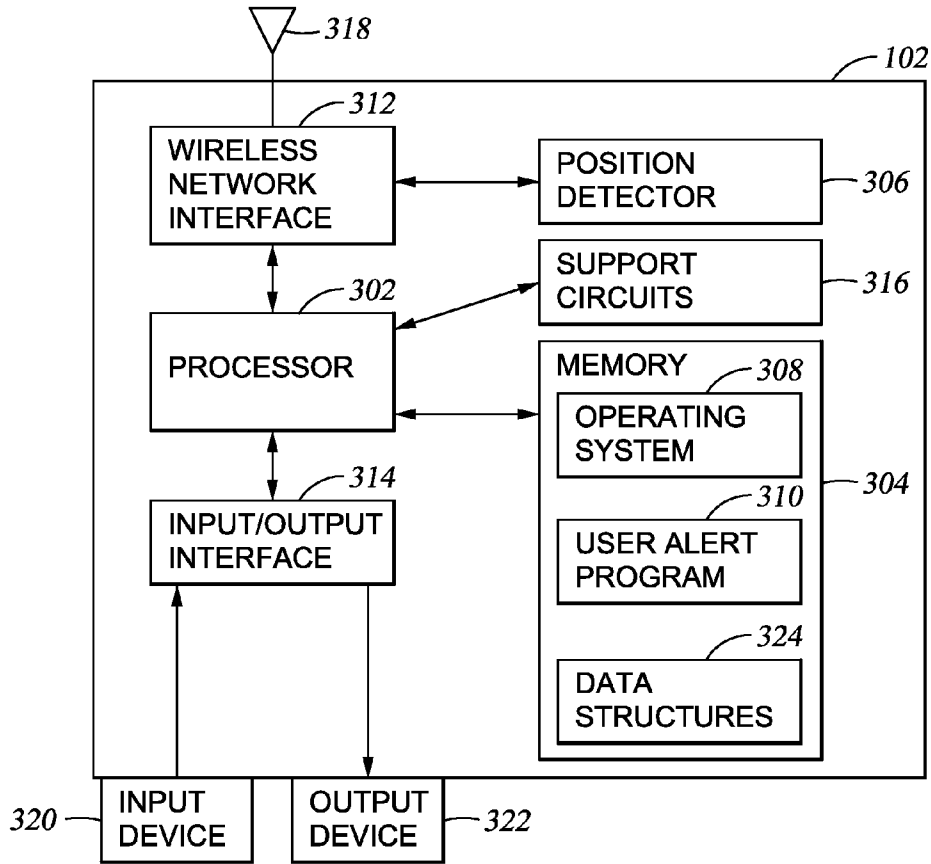 318
102
312
WIRELESS
NETWORK
INTERFACE
POSITION
DETECTOR
306
SUPPORT
CIRCUITS
316
302
PROCESSOR
MEMORY
308
OPERATING
SYSTEM
304
314
INPUT/OUTPUT
INTERFACE
310
USER ALERT
PROGRAM
324
DATA
STRUCTURES
320
INPUT
DEVICE
OUTPUT
DEVICE
322